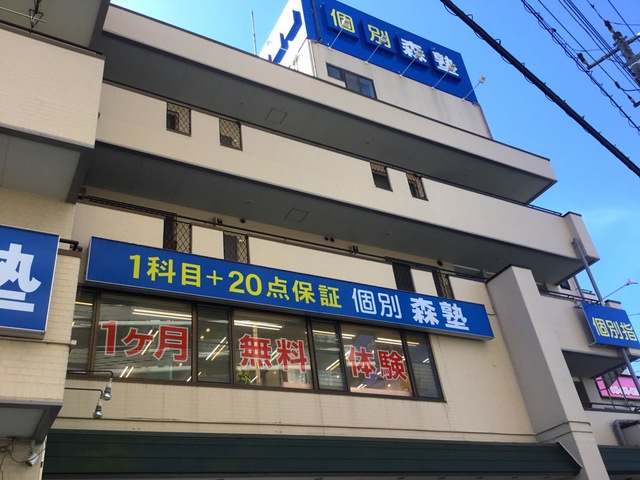 個別 森塾
1科目+20点保証 個別 森塾
1ヶ月 無料 体験
塾
個別指